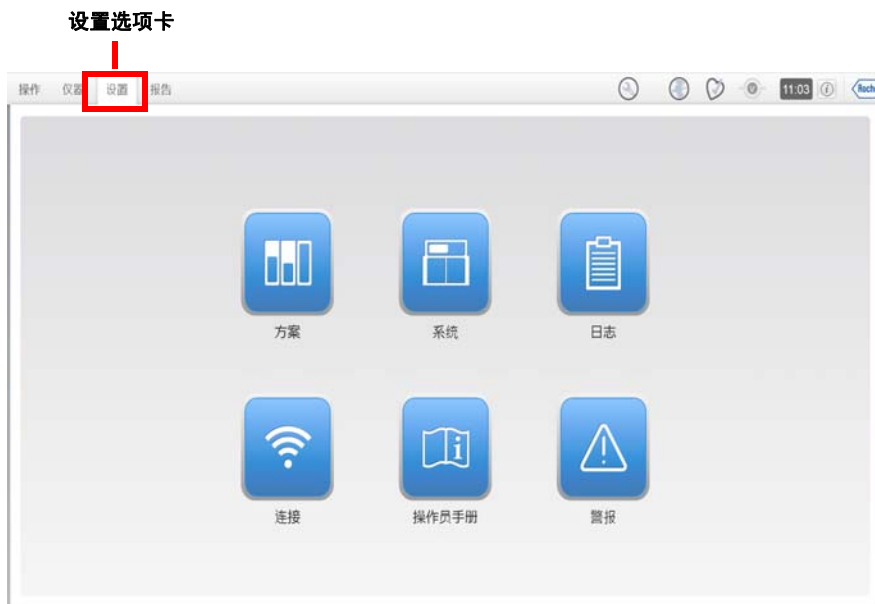 设置选项卡
操作 仪器 设置 报告 11:03 Roch
方案 系统 日志
连接 操作员手册 警报